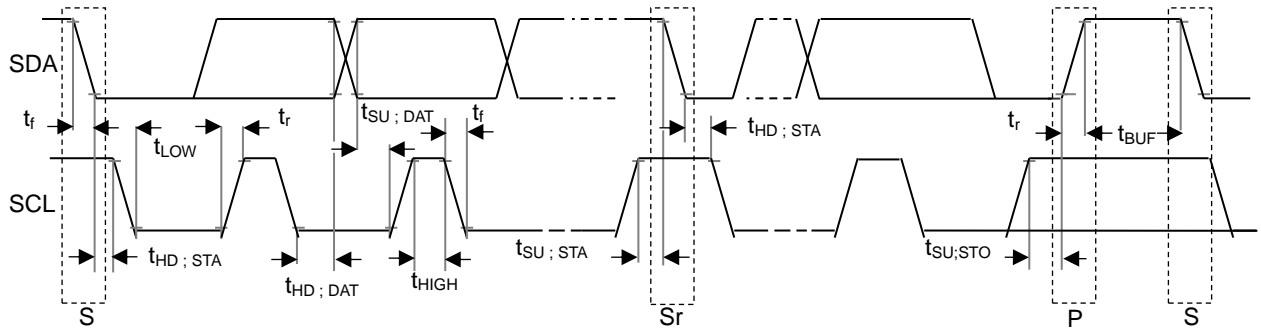 SDA
tf
tr
tSU ; DAT
tf
tHD ; STA
tr
tBUF
tLOW
SCL
tHD ; STA
tHD ; DAT
tHIGH
tSU ; STA
tSU;STO
S
Sr
P
S